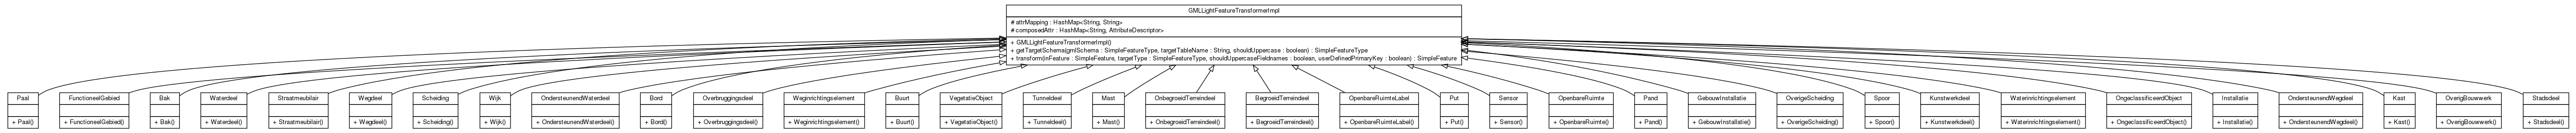 GMLLightFeatureTransformerImpl
# attrMapping : HashMap<String, String>
# composedAttr : HashMap<String, AttributeDescriptor>
+ GMLLightFeatureTransformerImpl()
+ getTargetSchema(gmlSchema : SimpleFeatureType, targetTableName : String, shouldUppercase : boolean) : SimpleFeatureType
+ transform(inFeature : SimpleFeature, targetType : SimpleFeatureType, shouldUppercaseFieldnames : boolean, userDefinedPrimaryKey : boolean) : SimpleFeature
Paal
+ Paal()
FunctioneelGebied
+ FunctioneelGebied()
Bak
+ Bak()
Waterdeel
+ Waterdeel()
Straatmeubilair
+ Straatmeubilair()
Wegdeel
+ Wegdeel()
Scheiding
+ Scheiding()
Wijk
+ Wijk()
OndersteunendWaterdeel
+ OndersteunendWaterdeel()
Bord
+ Bord()
Overbruggingsdeel
+ Overbruggingsdeel()
Weginrichtingselement
+ Weginrichtingselement()
Buurt
+ Buurt()
VegetatieObject
+ VegetatieObject()
Tunneldeel
+ Tunneldeel()
Mast
+ Mast()
OnbegroeidTerreindeel
+ OnbegroeidTerreindeel()
BegroeidTerreindeel
+ BegroeidTerreindeel()
OpenbareRuimteLabel
+ OpenbareRuimteLabel()
Put
+ Put()
Sensor
+ Sensor()
OpenbareRuimte
+ OpenbareRuimte()
Pand
+ Pand()
GebouwInstallatie
+ GebouwInstallatie()
OverigeScheiding
+ OverigeScheiding()
Spoor
+ Spoor()
Kunstwerkdeel
+ Kunstwerkdeel()
Waterinrichtingselement
+ Waterinrichtingselement()
OngeclassificeerdObject
+ OngeclassificeerdObject()
Installatie
+ Installatie()
OndersteunendWegdeel
+ OndersteunendWegdeel()
Kast
+ Kast()
OverigBouwwerk
+ OverigBouwwerk()
Stadsdeel
+ Stadsdeel()